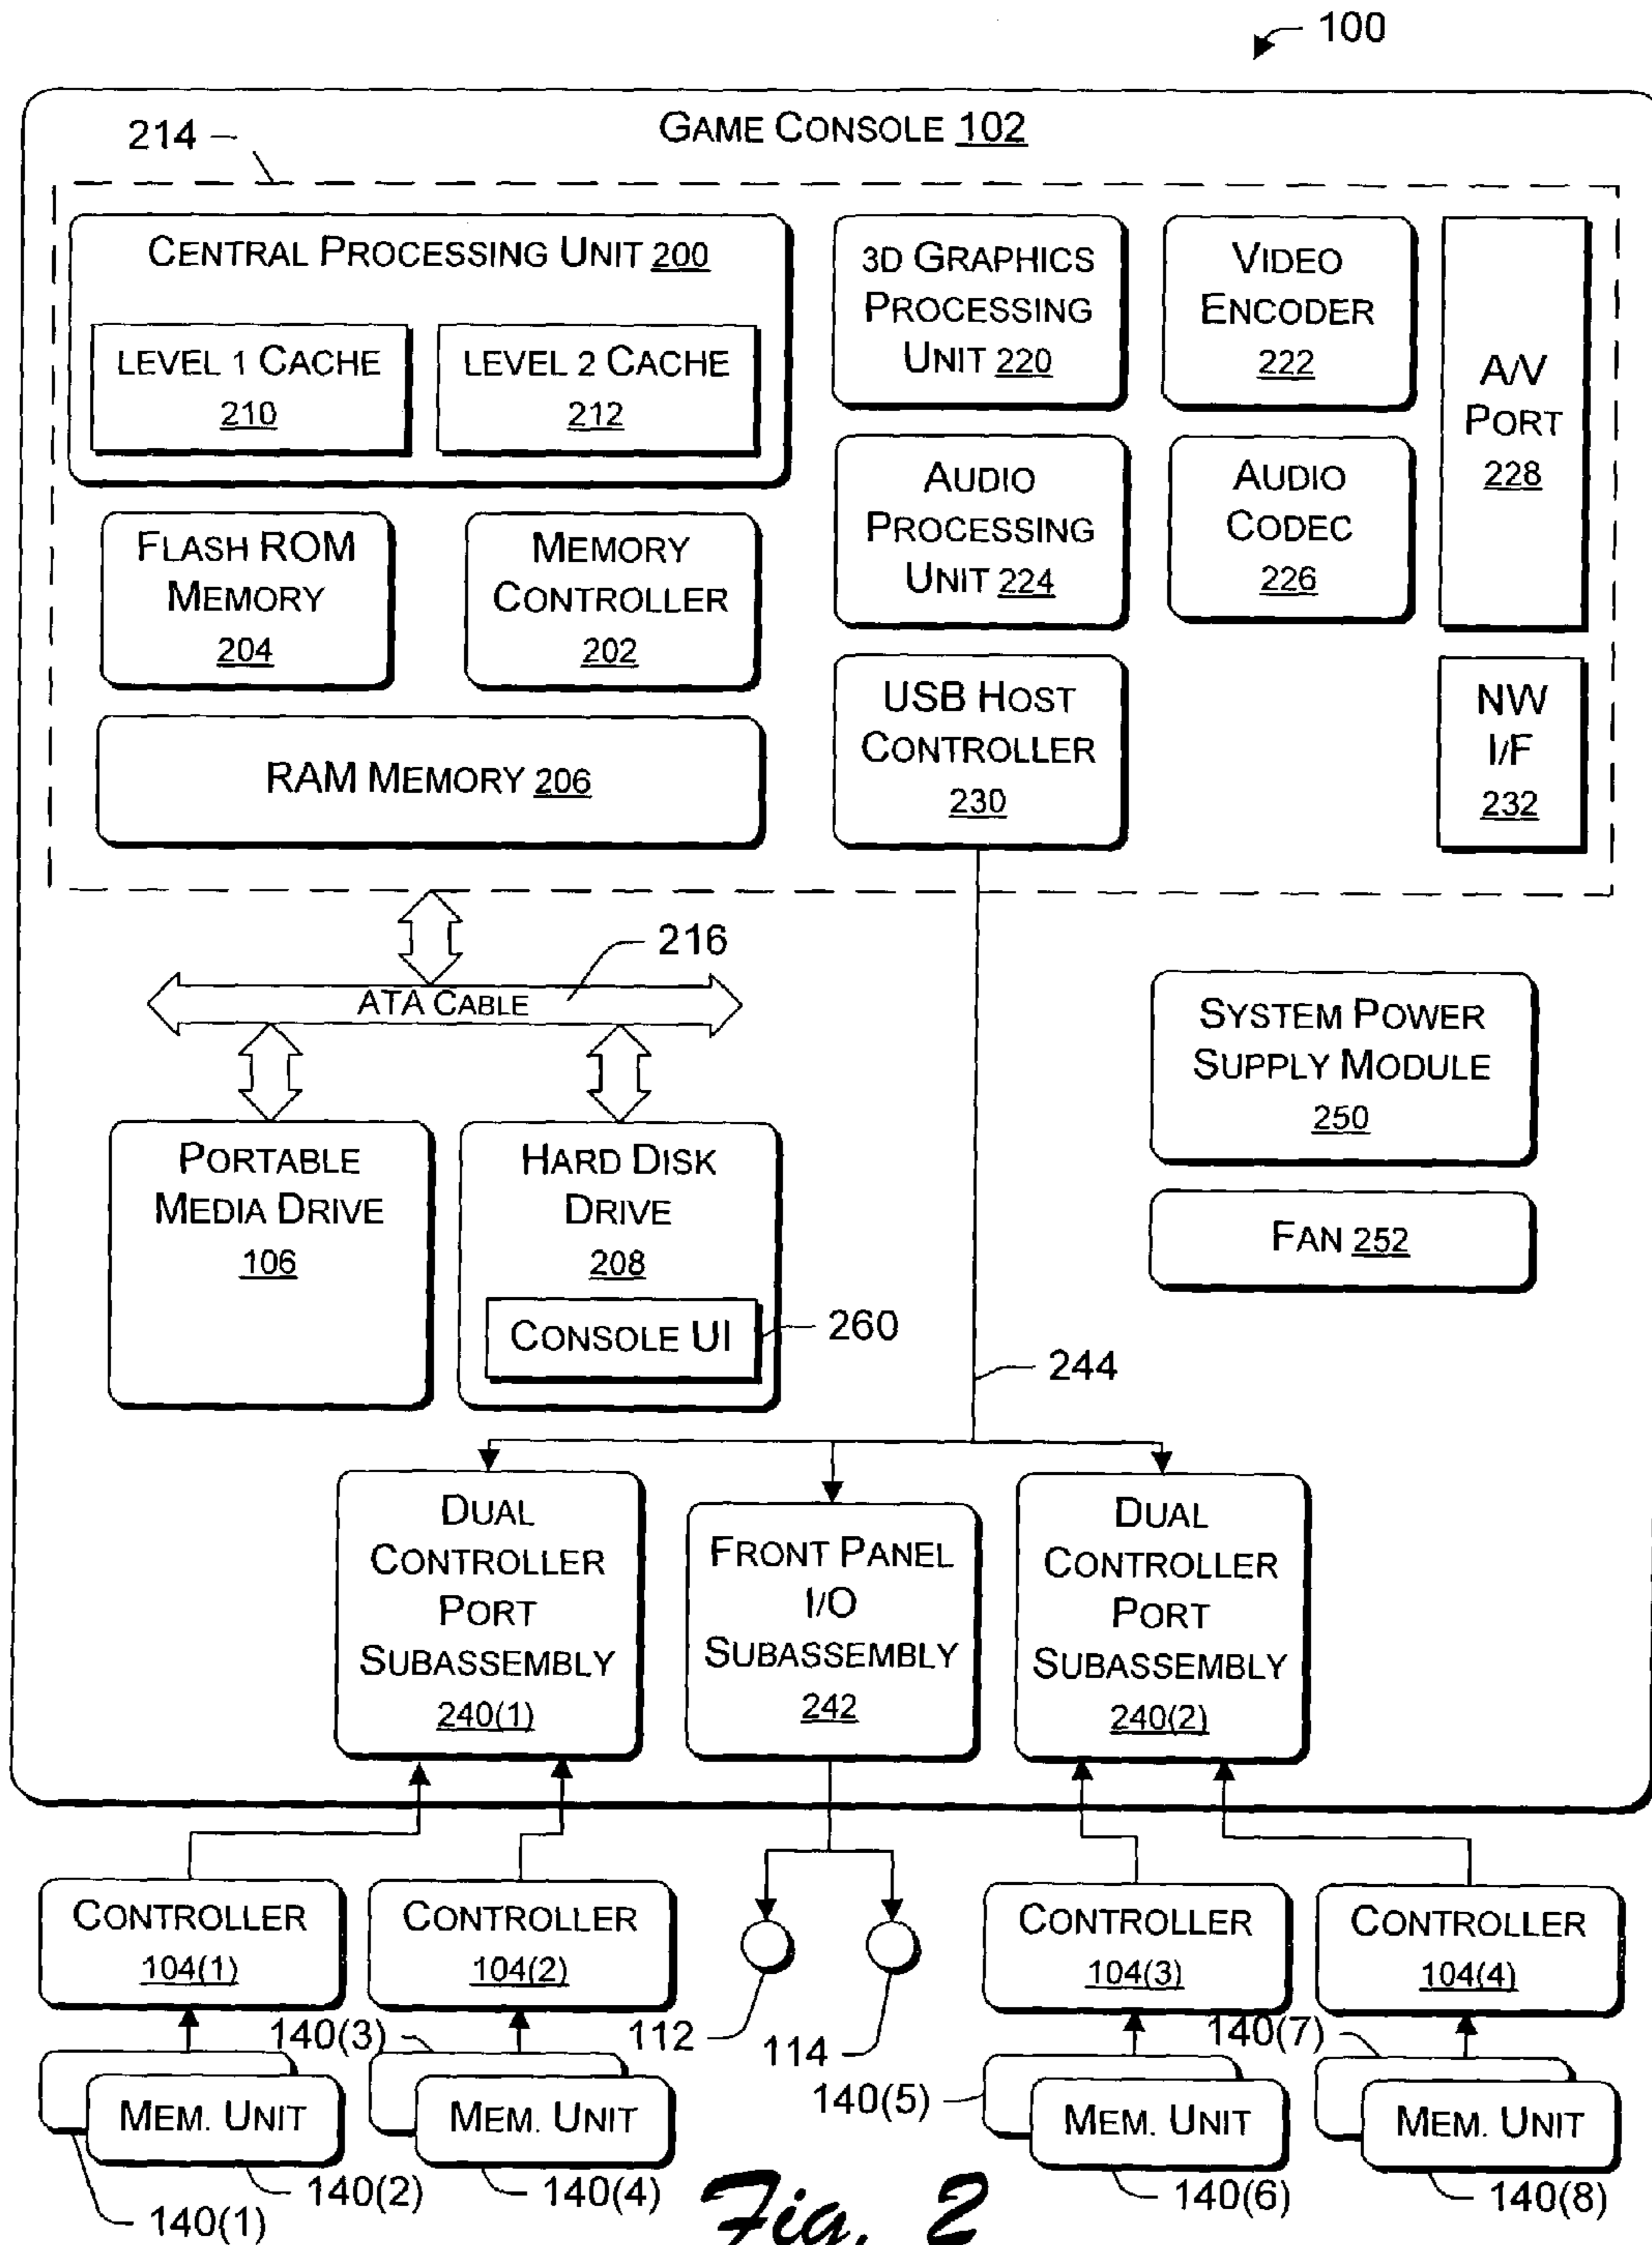 100
GAME CONSOLE 102
214
CENTRAL PROCESSING UNIT 200
LEVEL 1 CACHE
210
LEVEL 2 CACHE
212
3D GRAPHICS
PROCESSING
UNIT 220
VIDEO
ENCODER
222
A/V
PORT
228
FLASH ROM
MEMORY
204
MEMORY
CONTROLLER
202
AUDIO
PROCESSING
UNIT 224
AUDIO
CODEC
226
RAM MEMORY 206
USB HOST
CONTROLLER
230
NW
I/F
232
216
ATA CABLE
SYSTEM POWER
SUPPLY MODULE
250
PORTABLE
MEDIA DRIVE
106
HARD DISK
DRIVE
208
CONSOLE UI
260
FAN 252
244
DUAL
CONTROLLER
PORT
SUBASSEMBLY
240(1)
FRONT PANEL
I/O
SUBASSEMBLY
242
DUAL
CONTROLLER
PORT
SUBASSEMBLY
240(2)
CONTROLLER
104(1)
CONTROLLER
104(2)
112
114
CONTROLLER
104(3)
CONTROLLER
104(4)
140(3)
140(7)
140(5)
MEM. UNIT
MEM. UNIT
MEM. UNIT
MEM. UNIT
140(1)
140(2)
140(4)
140(6)
140(8)
Fig. 2